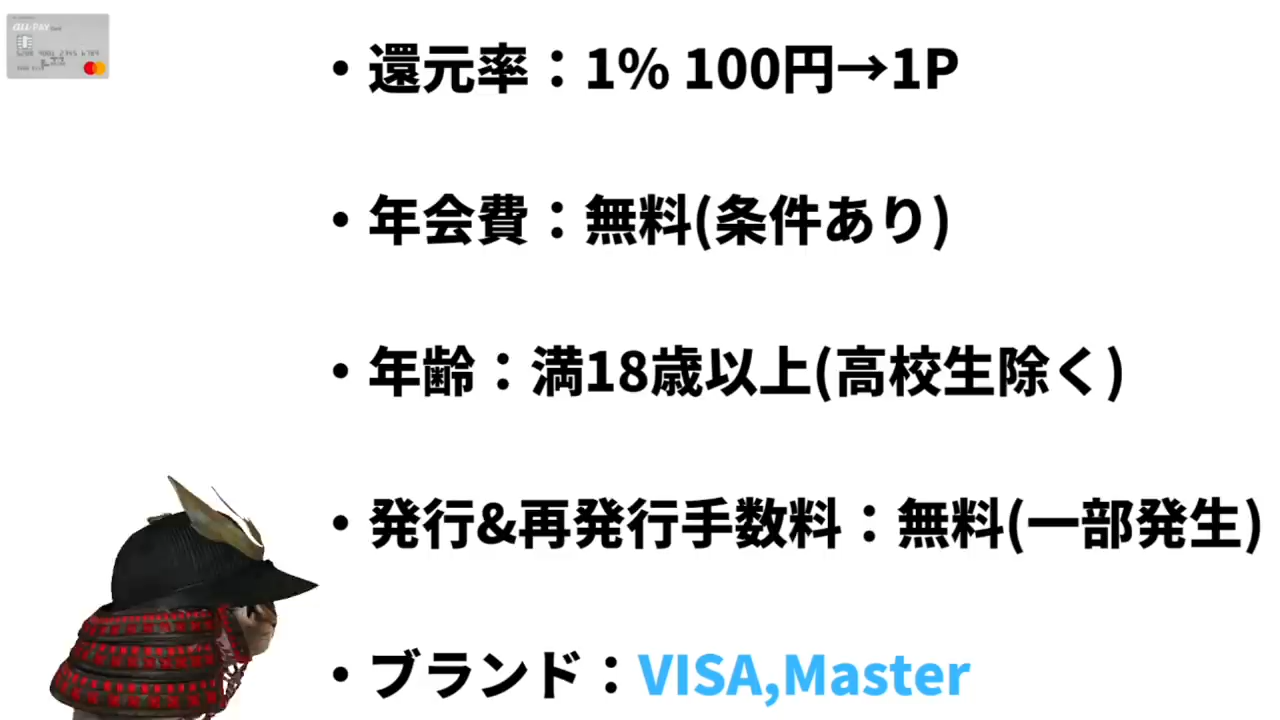 au PAY
・還元率：1% 100円→1P
・年会費：無料(条件あり)
・年齢：満18歳以上(高校生除く)
・発行&再発行手数料：無料(一部発生)
・ブランド：VISA,Master